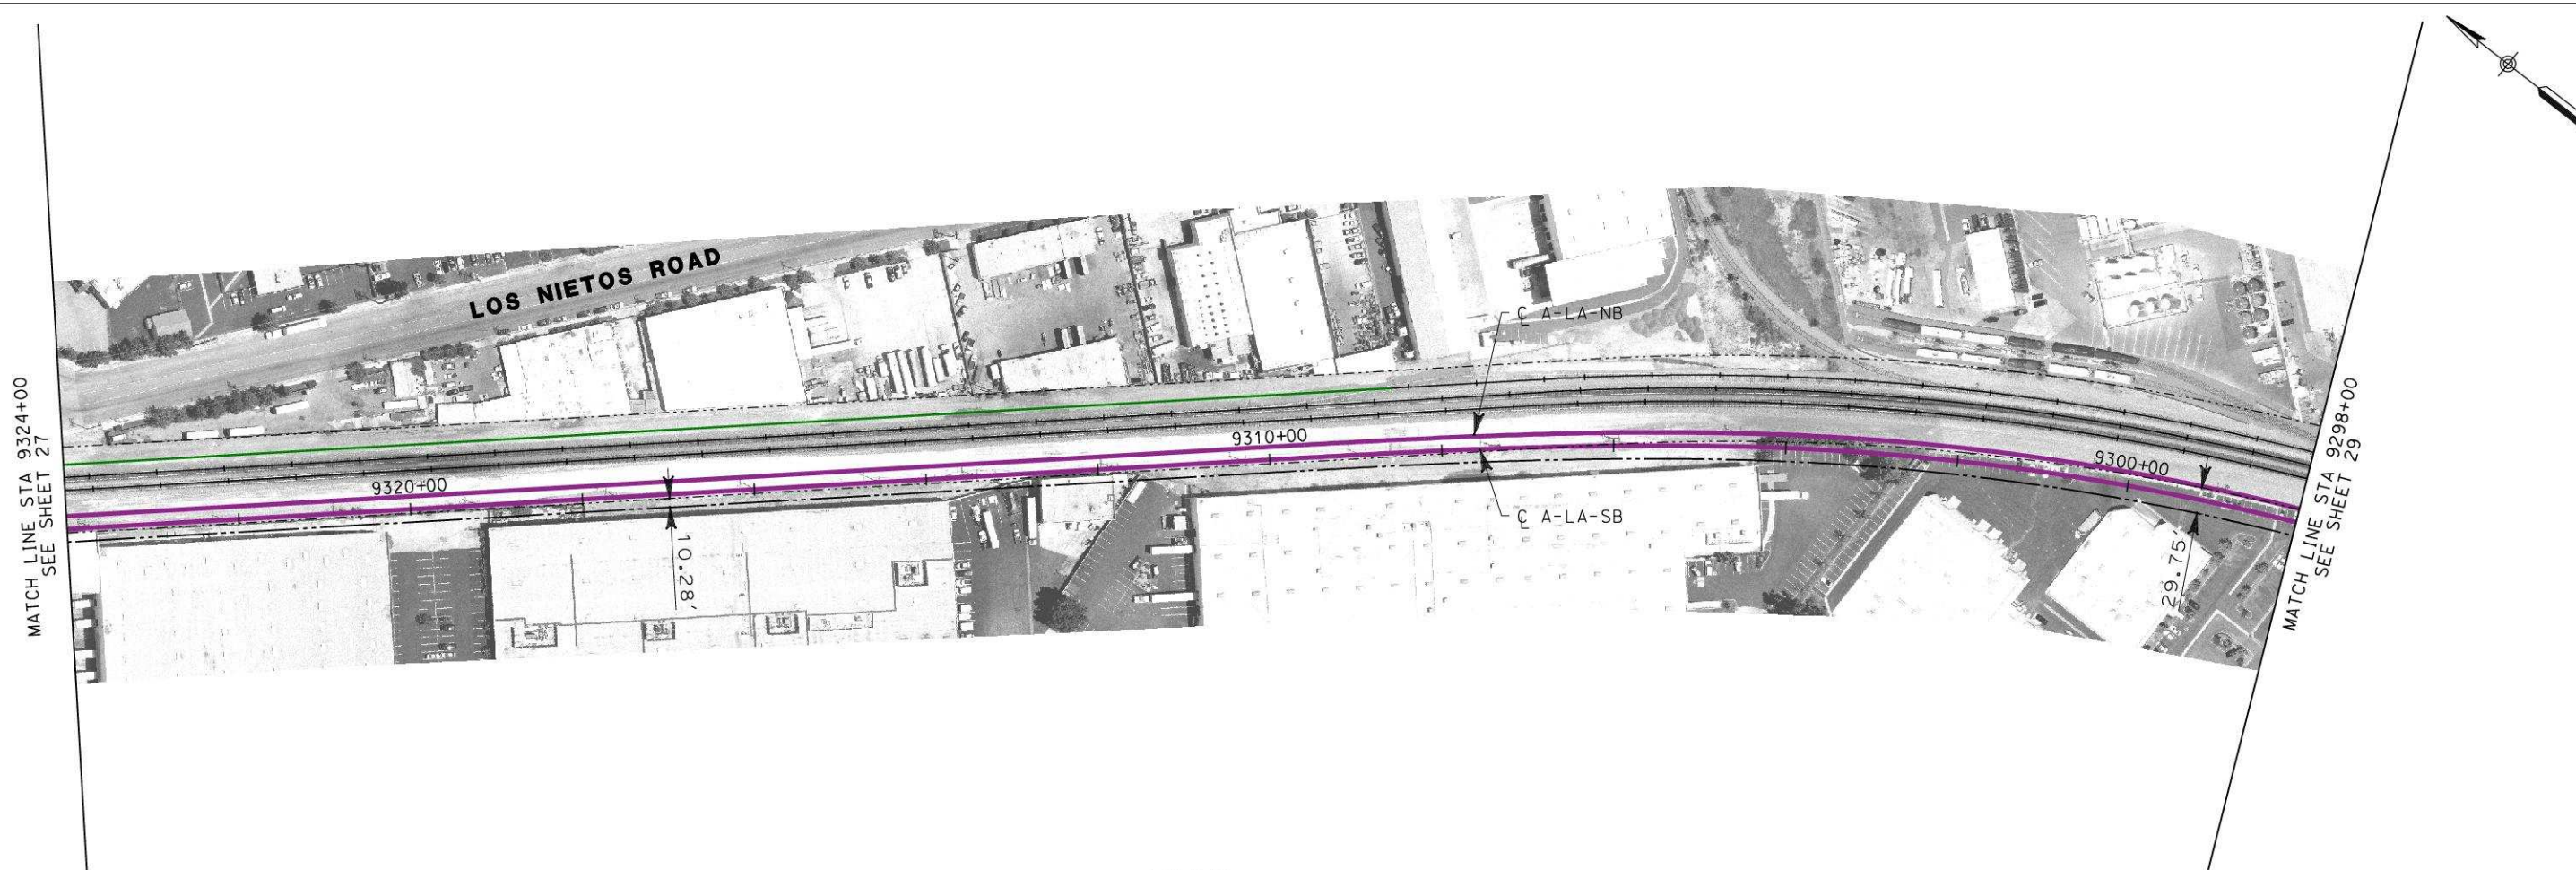 MATCH LINE STA 9324+00
SEE SHEET 27
LOS NIETOS ROAD
9320+00
10.28'
9310+00
℄ A-LA-NB
℄ A-LA-SB
9300+00
29.75'
MATCH LINE STA 9298+00
SEE SHEET 29